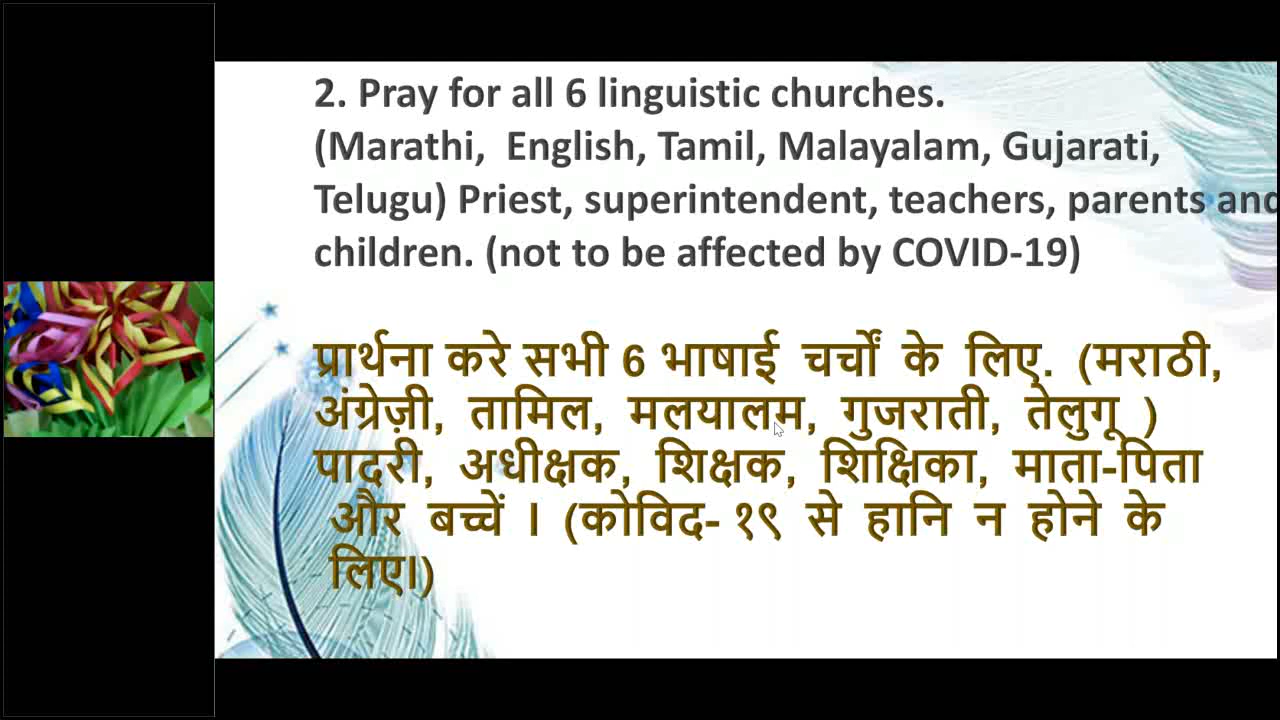 2. Pray for all 6 linguistic churches.
(Marathi, English, Tamil, Malayalam, Gujarati,
Telugu) Priest, superintendent, teachers, parents and
children. (not to be affected by COVID-19)
प्रार्थना करे सभी 6 भाषाई चर्चों के लिए. (मराठी,
अंग्रेज़ी, तामिल, मलयालम, गुजराती, तेलुगू )
पादरी, अधीक्षक, शिक्षक, शिक्षिका, माता-पिता
और बच्चें । (कोविद- १९ से हानि न होने के
लिए।)